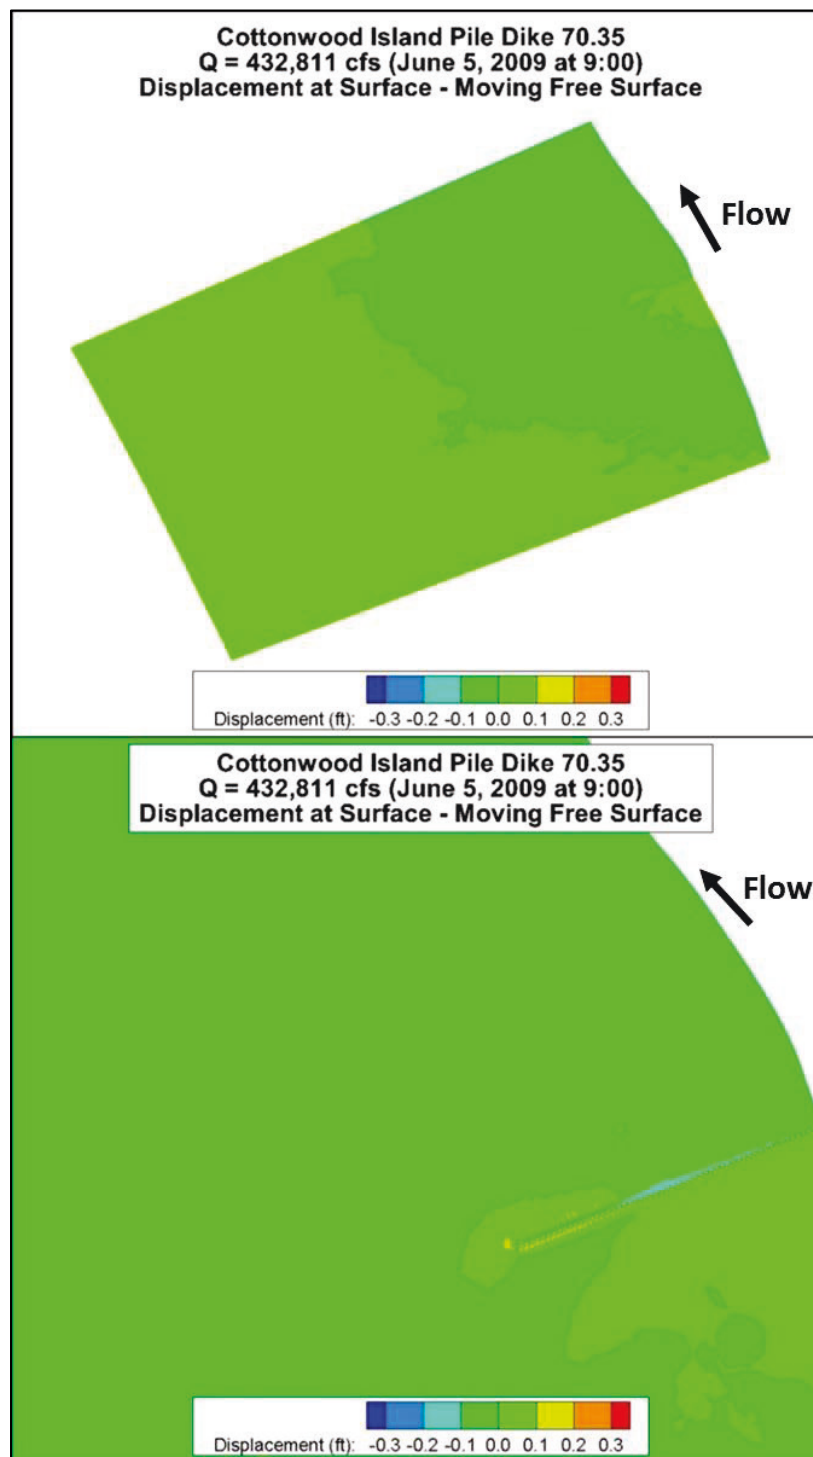 Cottonwood Island Pile Dike 70.35
Q = 432,811 cfs (June 5, 2009 at 9:00)
Displacement at Surface - Moving Free Surface
Flow
Displacement (ft): -0.3 -0.2 -0.1 0.0 0.1 0.2 0.3
Cottonwood Island Pile Dike 70.35
Q = 432,811 cfs (June 5, 2009 at 9:00)
Displacement at Surface - Moving Free Surface
Flow
Displacement (ft): -0.3 -0.2 -0.1 0.0 0.1 0.2 0.3